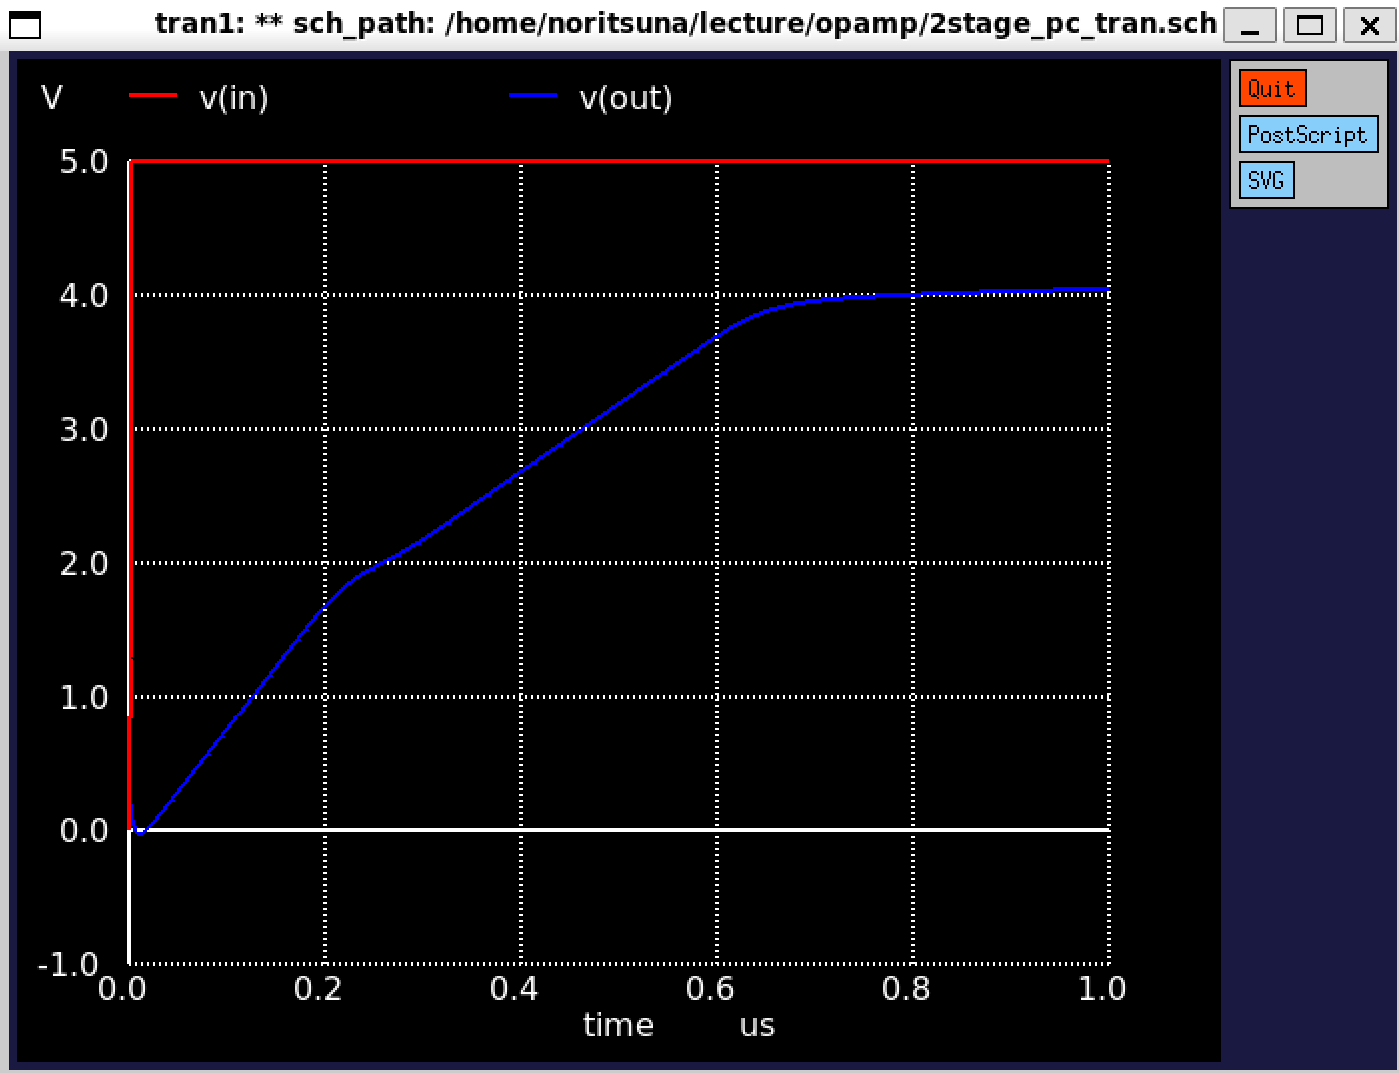 tran1: ** sch_path: /home/noritsuna/lecture/opamp/2stage_pc_tran.sch
V v(in) v(out)
Quit
PostScript
SVG
5.0
4.0
3.0
2.0
1.0
0.0
-1.0
0.0 0.2 0.4 0.6 0.8 1.0
time us